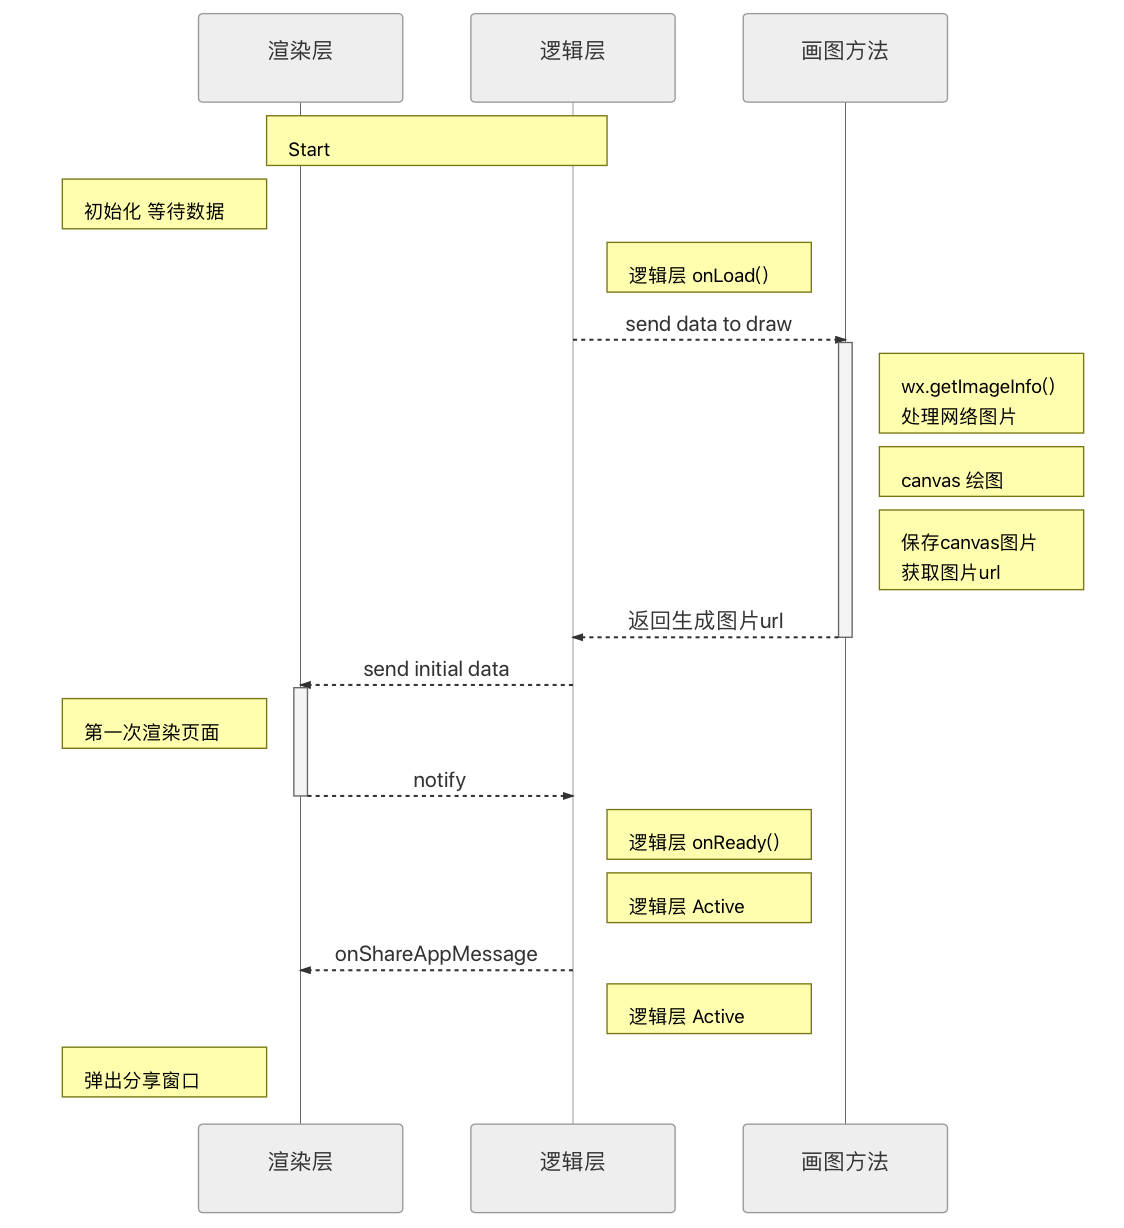 渲染层
逻辑层
画图方法
Start
初始化 等待数据
逻辑层 onLoad()
send data to draw
wx.getImageInfo()
处理网络图片
canvas 绘图
保存canvas图片
获取图片url
返回生成图片url
send initial data
第一次渲染页面
notify
逻辑层 onReady()
逻辑层 Active
onShareAppMessage
逻辑层 Active
弹出分享窗口
渲染层
逻辑层
画图方法